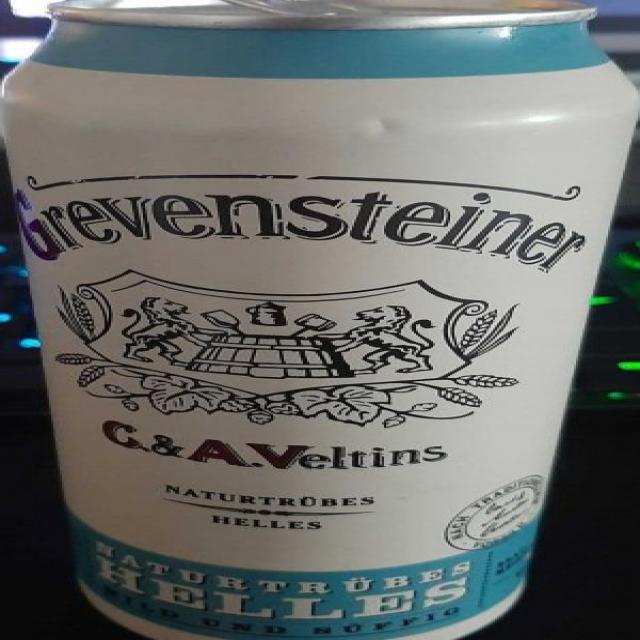 Grevensteiner
C.&A.Veltins
NATURTRÜBES
HELLES
NATURTRÜBES
HELLES
MILD UND SÜFFIG